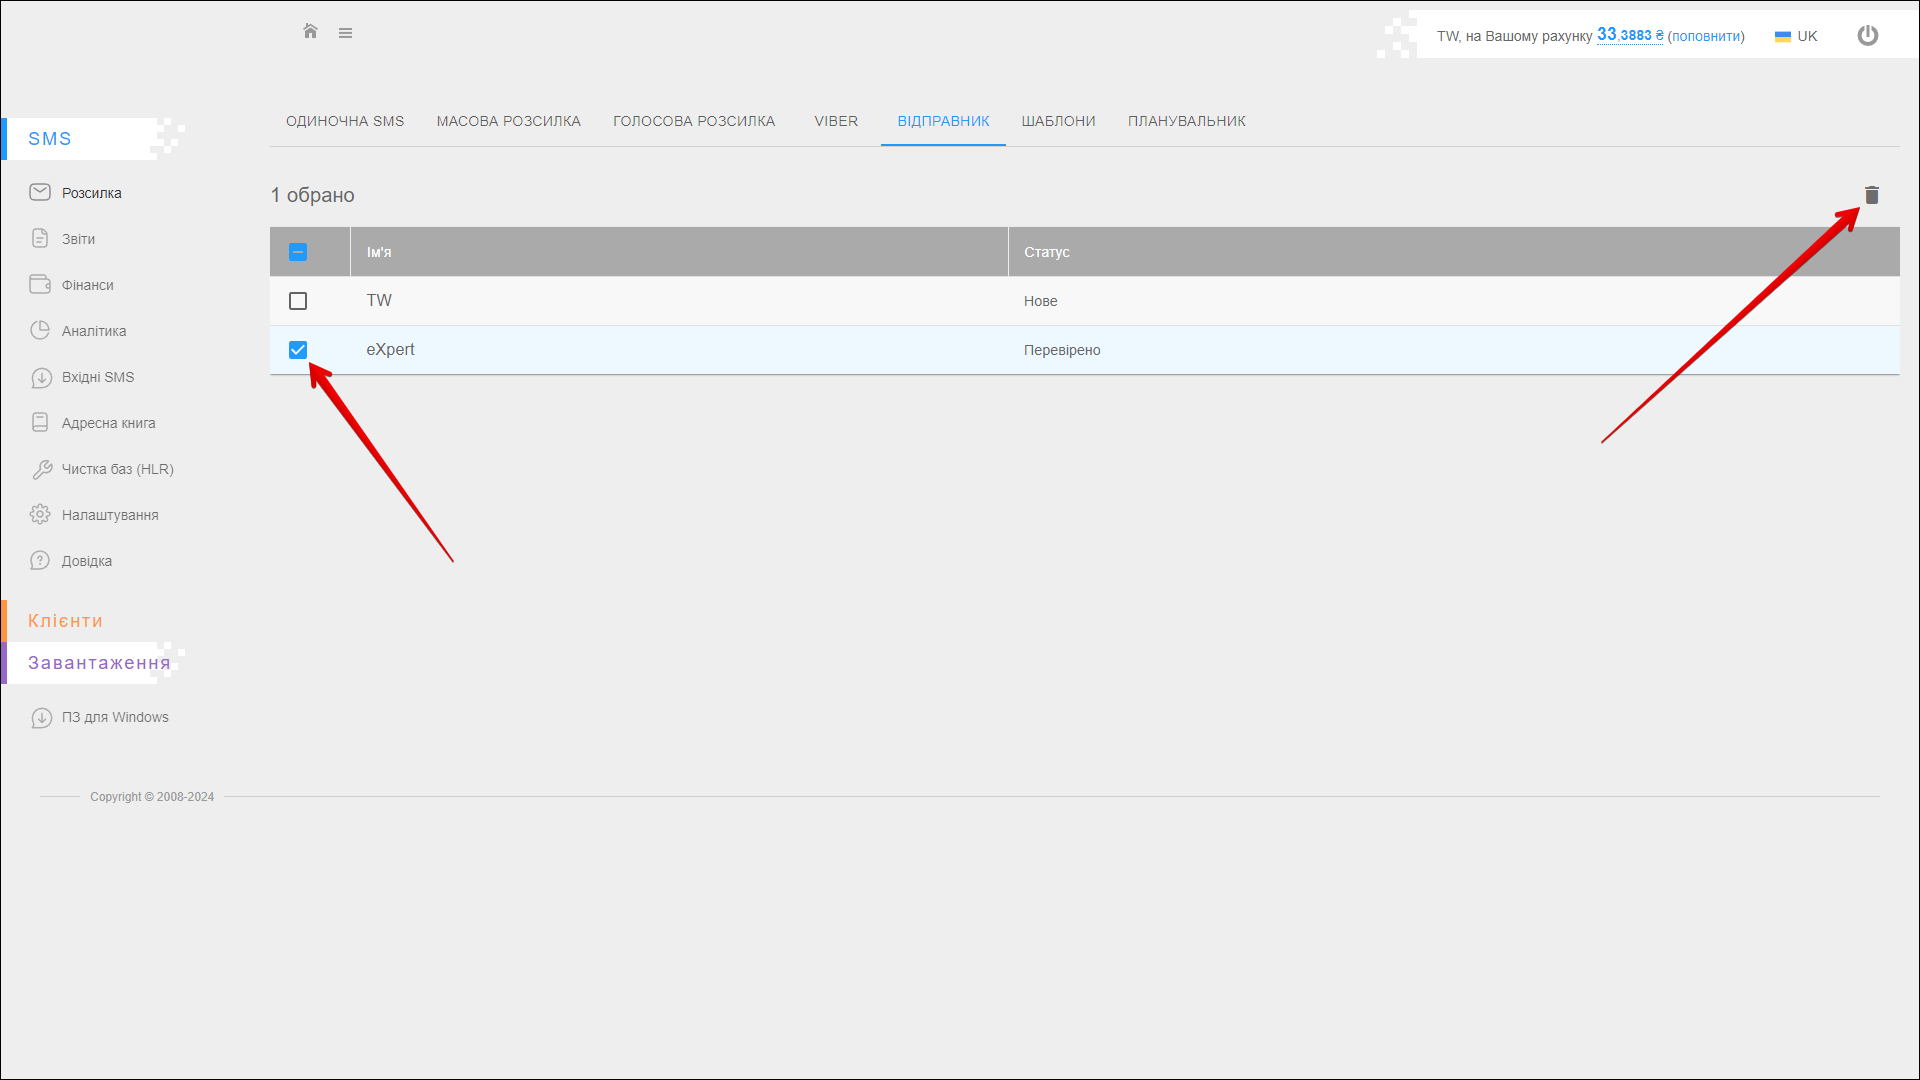 TW, на Вашому рахунку 33,3883 ₴ (поповнити)
UK
SMS
ОДИНОЧНА SMS
МАСОВА РОЗСИЛКА
ГОЛОСОВА РОЗСИЛКА
VIBER
ВІДПРАВНИК
ШАБЛОНИ
ПЛАНУВАЛЬНИК
1 обрано
Ім'я
Статус
TW
Нове
eXpert
Перевірено
Розсилка
Звіти
Фінанси
Аналітика
Вхідні SMS
Адресна книга
Чистка баз (HLR)
Налаштування
Довідка
Клієнти
Завантаження
ПЗ для Windows
Copyright © 2008-2024